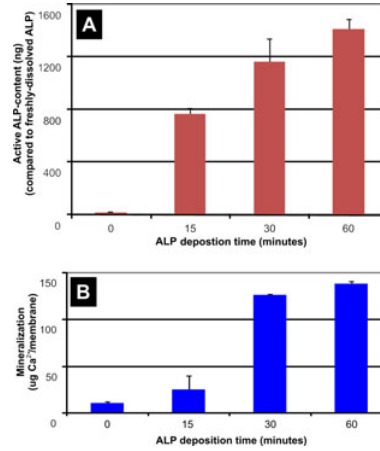 A
Active ALP-content (ng)
(compared to freshly-dissolved ALP)
1600
1200
800
400
0
0 15 30 60
ALP depostion time (minutes)
B
Mineralization
(ug Ca²⁺/membrane)
150
100
50
0
0 15 30 60
ALP deposition time (minutes)